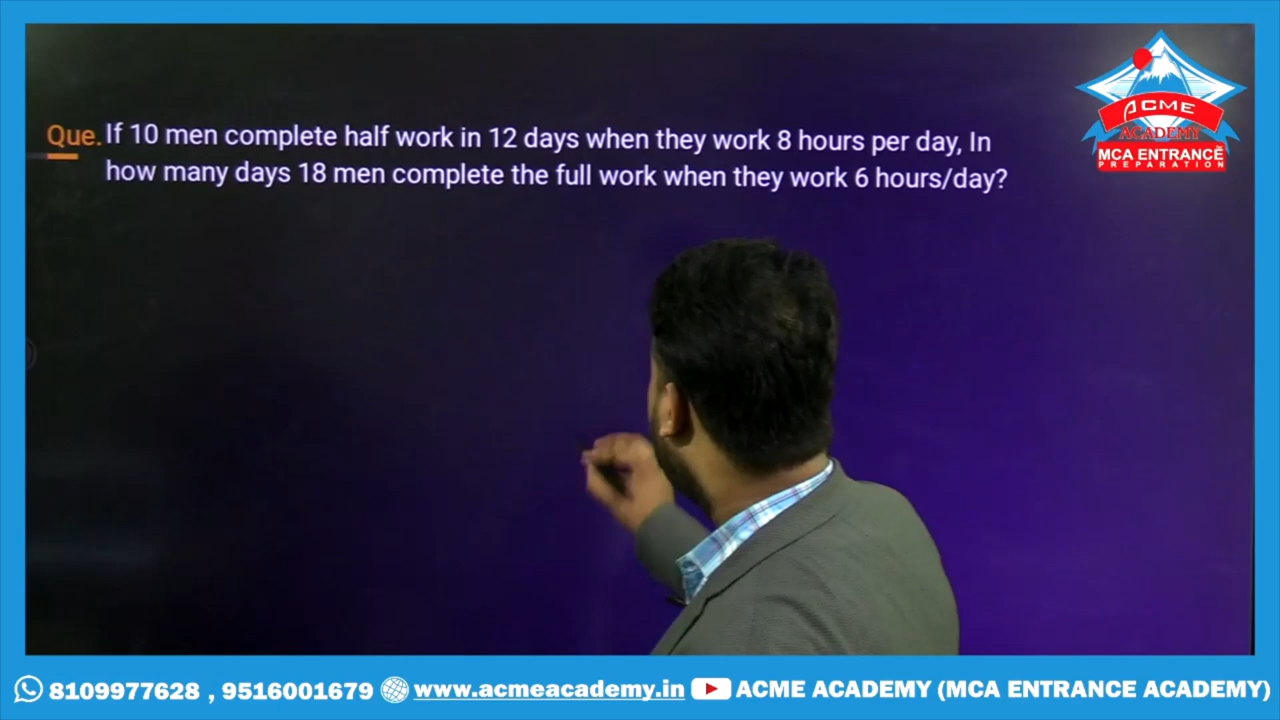 Que. If 10 men complete half work in 12 days when they work 8 hours per day, In
how many days 18 men complete the full work when they work 6 hours/day?
ACME
ACADEMY
MCA ENTRANCE
PREPARATION
8109977628 , 9516001679 www.acmeacademy.in ACME ACADEMY (MCA ENTRANCE ACADEMY)